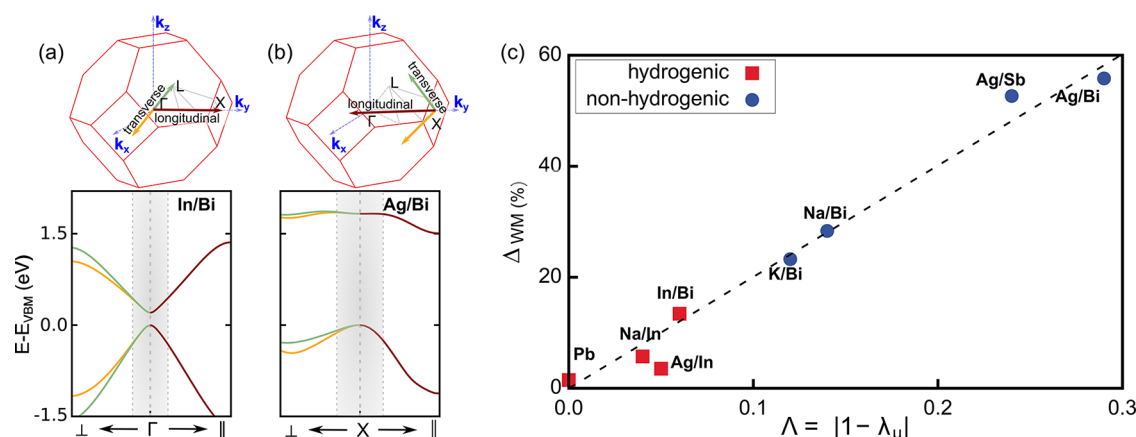 (a)
k_z
L
Γ
X
k_y
transverse
longitudinal
k_x
(b)
k_z
L
transverse
longitudinal
k_y
Γ
X
k_x
In/Bi
Ag/Bi
E-E_VBM (eV)
1.5
0.0
-1.5
⊥ ← Γ → ∥
⊥ ← X → ∥
(c)
hydrogenic
non-hydrogenic
Δ_WM (%)
60
40
20
0
Ag/Sb
Ag/Bi
Na/Bi
K/Bi
In/Bi
Na/In
Ag/In
Pb
0.0 0.1 0.2 0.3
Λ = |1− λ_μ|